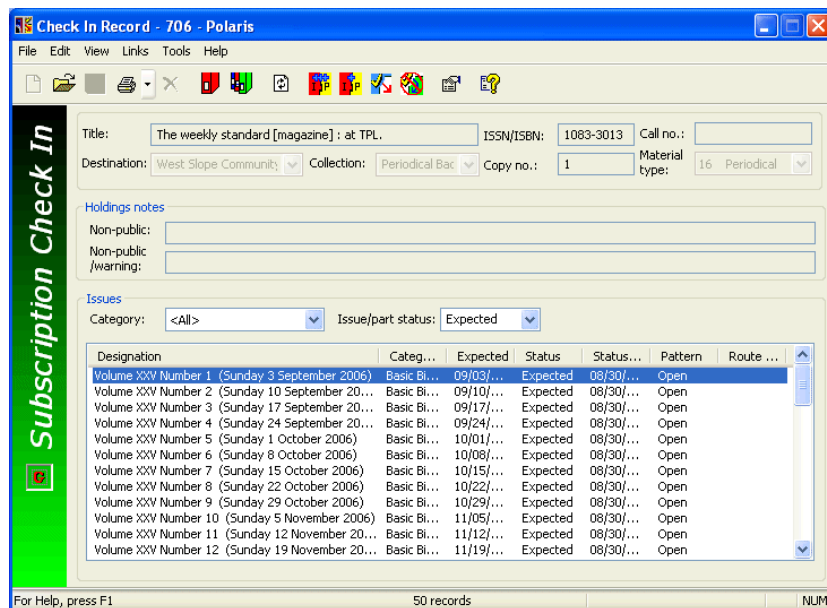 Check In Record - 706 - Polaris
File Edit View Links Tools Help
Subscription Check In
Title: The weekly standard [magazine] : at TPL. ISSN/ISBN: 1083-3013 Call no.:
Destination: West Slope Community Collection: Periodical Bac Copy no.: 1 Material type: 16 Periodical
Holdings notes
Non-public:
Non-public /warning:
Issues
Category: <All> Issue/part status: Expected
Designation Categ... Expected Status Status... Pattern Route ...
Volume XXV Number 1 (Sunday 3 September 2006) Basic Bi... 09/03/... Expected 08/30/... Open
Volume XXV Number 2 (Sunday 10 September 20... Basic Bi... 09/10/... Expected 08/30/... Open
Volume XXV Number 3 (Sunday 17 September 20... Basic Bi... 09/17/... Expected 08/30/... Open
Volume XXV Number 4 (Sunday 24 September 20... Basic Bi... 09/24/... Expected 08/30/... Open
Volume XXV Number 5 (Sunday 1 October 2006) Basic Bi... 10/01/... Expected 08/30/... Open
Volume XXV Number 6 (Sunday 8 October 2006) Basic Bi... 10/08/... Expected 08/30/... Open
Volume XXV Number 7 (Sunday 15 October 2006) Basic Bi... 10/15/... Expected 08/30/... Open
Volume XXV Number 8 (Sunday 22 October 2006) Basic Bi... 10/22/... Expected 08/30/... Open
Volume XXV Number 9 (Sunday 29 October 2006) Basic Bi... 10/29/... Expected 08/30/... Open
Volume XXV Number 10 (Sunday 5 November 2006) Basic Bi... 11/05/... Expected 08/30/... Open
Volume XXV Number 11 (Sunday 12 November 20... Basic Bi... 11/12/... Expected 08/30/... Open
Volume XXV Number 12 (Sunday 19 November 20... Basic Bi... 11/19/... Expected 08/30/... Open
For Help, press F1 50 records NUM